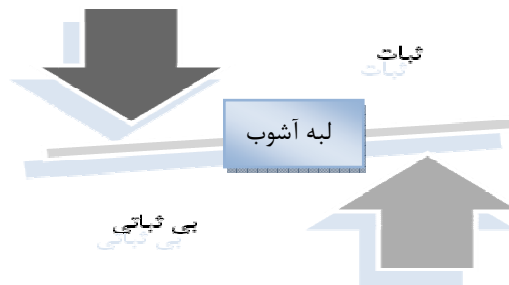 ثبات
لبه آشوب
بی ثباتی